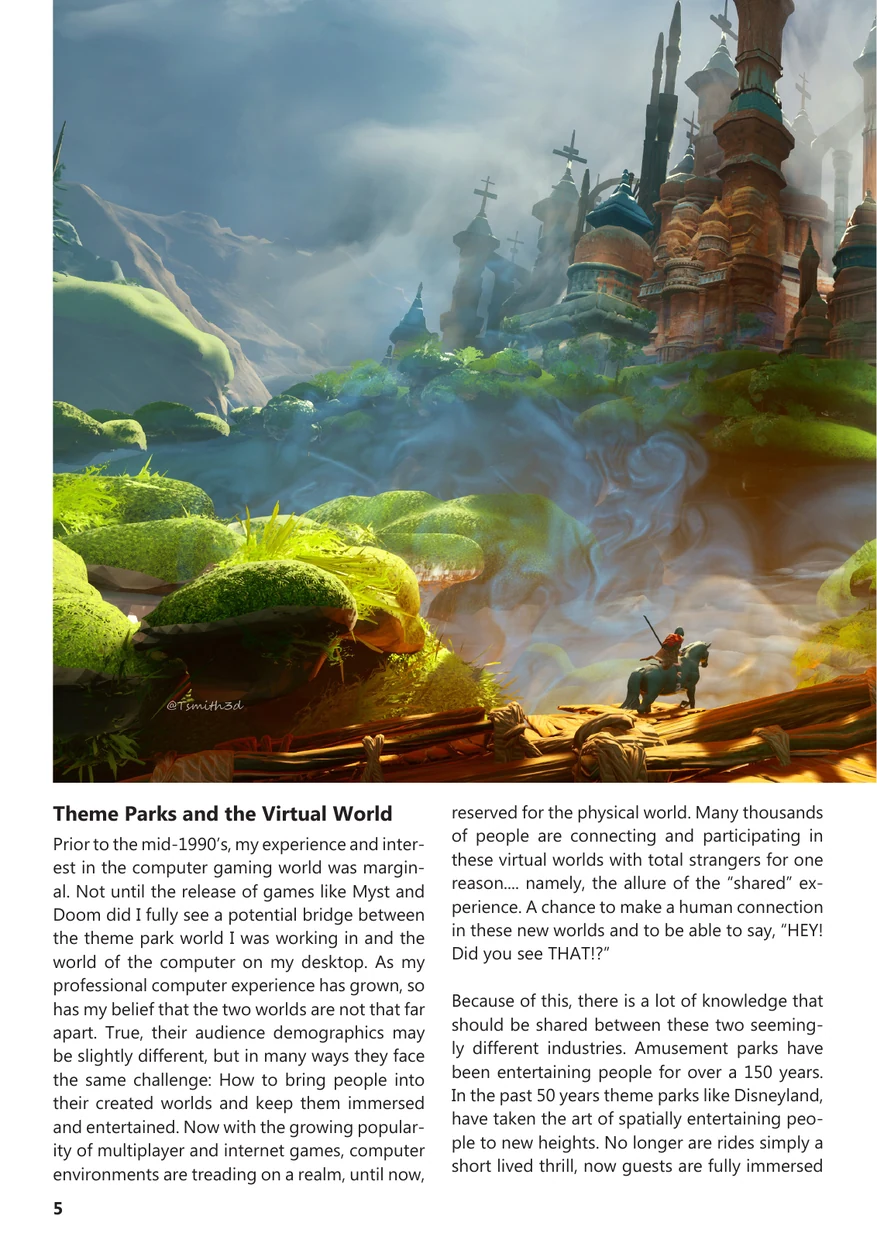 @Tsmith3d
Theme Parks and the Virtual World
Prior to the mid-1990's, my experience and inter-
est in the computer gaming world was margin-
al. Not until the release of games like Myst and
Doom did I fully see a potential bridge between
the theme park world I was working in and the
world of the computer on my desktop. As my
professional computer experience has grown, so
has my belief that the two worlds are not that far
apart. True, their audience demographics may
be slightly different, but in many ways they face
the same challenge: How to bring people into
their created worlds and keep them immersed
and entertained. Now with the growing popular-
ity of multiplayer and internet games, computer
environments are treading on a realm, until now,
reserved for the physical world. Many thousands
of people are connecting and participating in
these virtual worlds with total strangers for one
reason.... namely, the allure of the “shared” ex-
perience. A chance to make a human connection
in these new worlds and to be able to say, “HEY!
Did you see THAT!?”
Because of this, there is a lot of knowledge that
should be shared between these two seeming-
ly different industries. Amusement parks have
been entertaining people for over a 150 years.
In the past 50 years theme parks like Disneyland,
have taken the art of spatially entertaining peo-
ple to new heights. No longer are rides simply a
short lived thrill, now guests are fully immersed
5